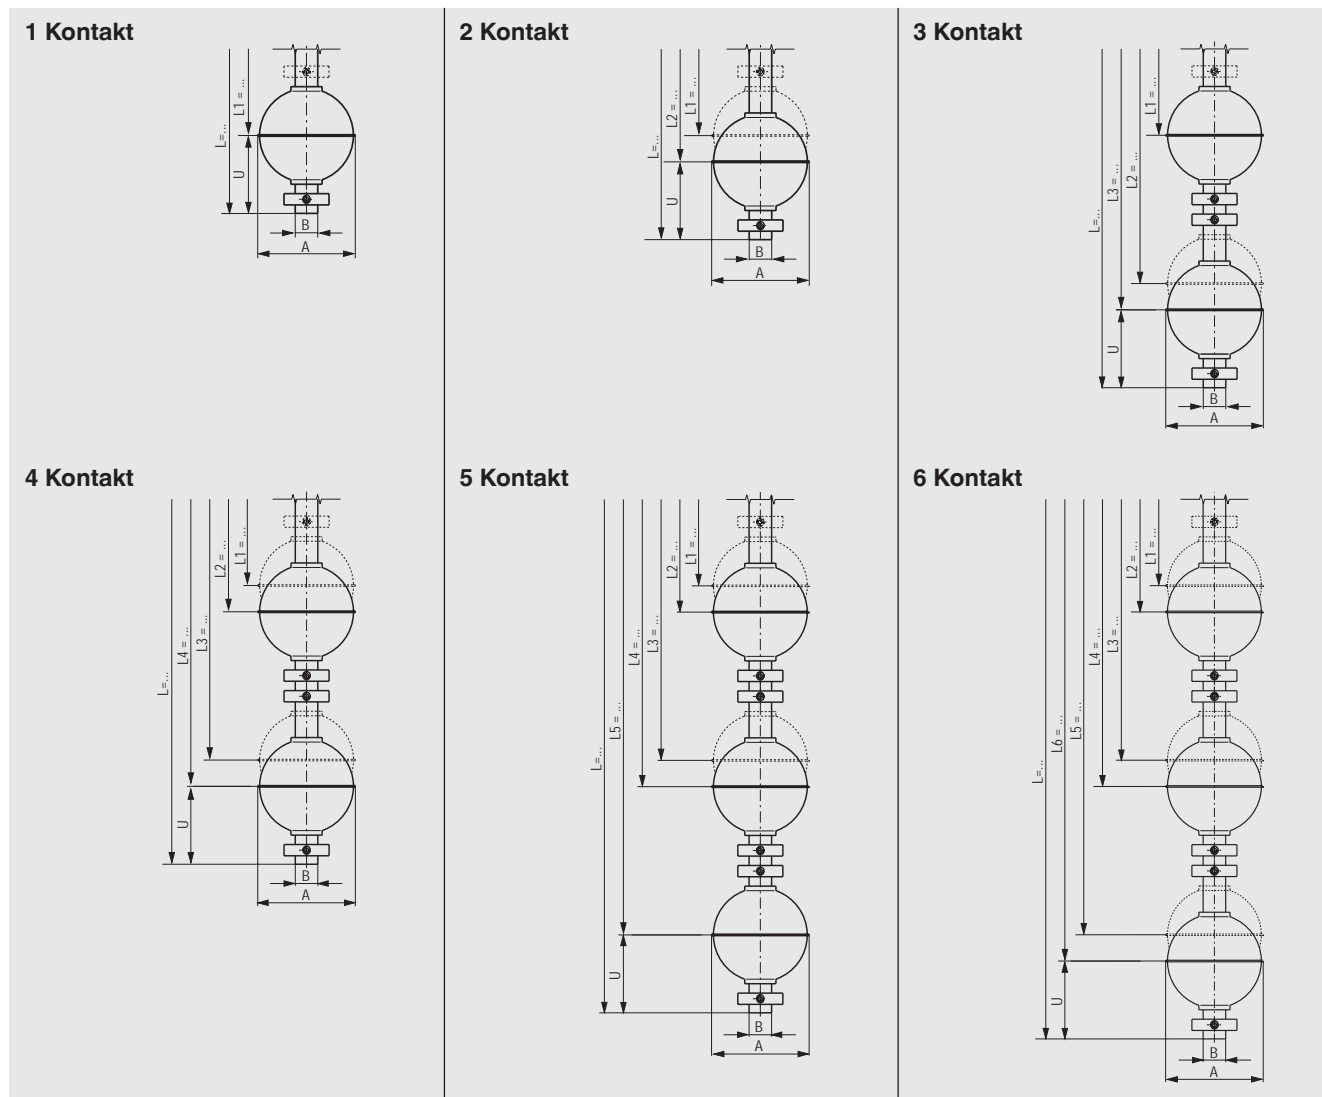 1 Kontakt
L=...
L1 = ...
U
B
A
2 Kontakt
L=...
L2 = ...
L1 = ...
U
B
A
3 Kontakt
L=...
L3 = ...
L2 = ...
L1 = ...
U
B
A
4 Kontakt
L=...
L4 = ...
L3 = ...
L2 = ...
L1 = ...
U
B
A
5 Kontakt
L=...
L5 = ...
L4 = ...
L3 = ...
L2 = ...
L1 = ...
U
B
A
6 Kontakt
L=...
L6 = ...
L5 = ...
L4 = ...
L3 = ...
L2 = ...
L1 = ...
U
B
A